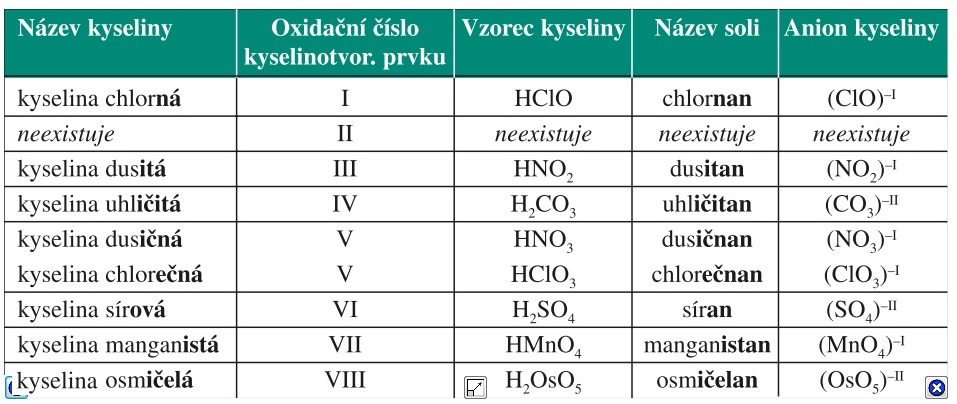 Název kyseliny | Oxidační číslo kyselinotvor. prvku | Vzorec kyseliny | Název soli | Anion kyseliny
kyselina chlorná | I | HClO | chlornan | (ClO)⁻ᴵ
neexistuje | II | neexistuje | neexistuje | neexistuje
kyselina dusitá | III | HNO₂ | dusitan | (NO₂)⁻ᴵ
kyselina uhličitá | IV | H₂CO₃ | uhličitan | (CO₃)⁻ᴵᴵ
kyselina dusičná | V | HNO₃ | dusičnan | (NO₃)⁻ᴵ
kyselina chlorečná | V | HClO₃ | chlorečnan | (ClO₃)⁻ᴵ
kyselina sírová | VI | H₂SO₄ | síran | (SO₄)⁻ᴵᴵ
kyselina manganistá | VII | HMnO₄ | manganistan | (MnO₄)⁻ᴵ
kyselina osmičelá | VIII | H₂OsO₅ | osmičelan | (OsO₅)⁻ᴵᴵ